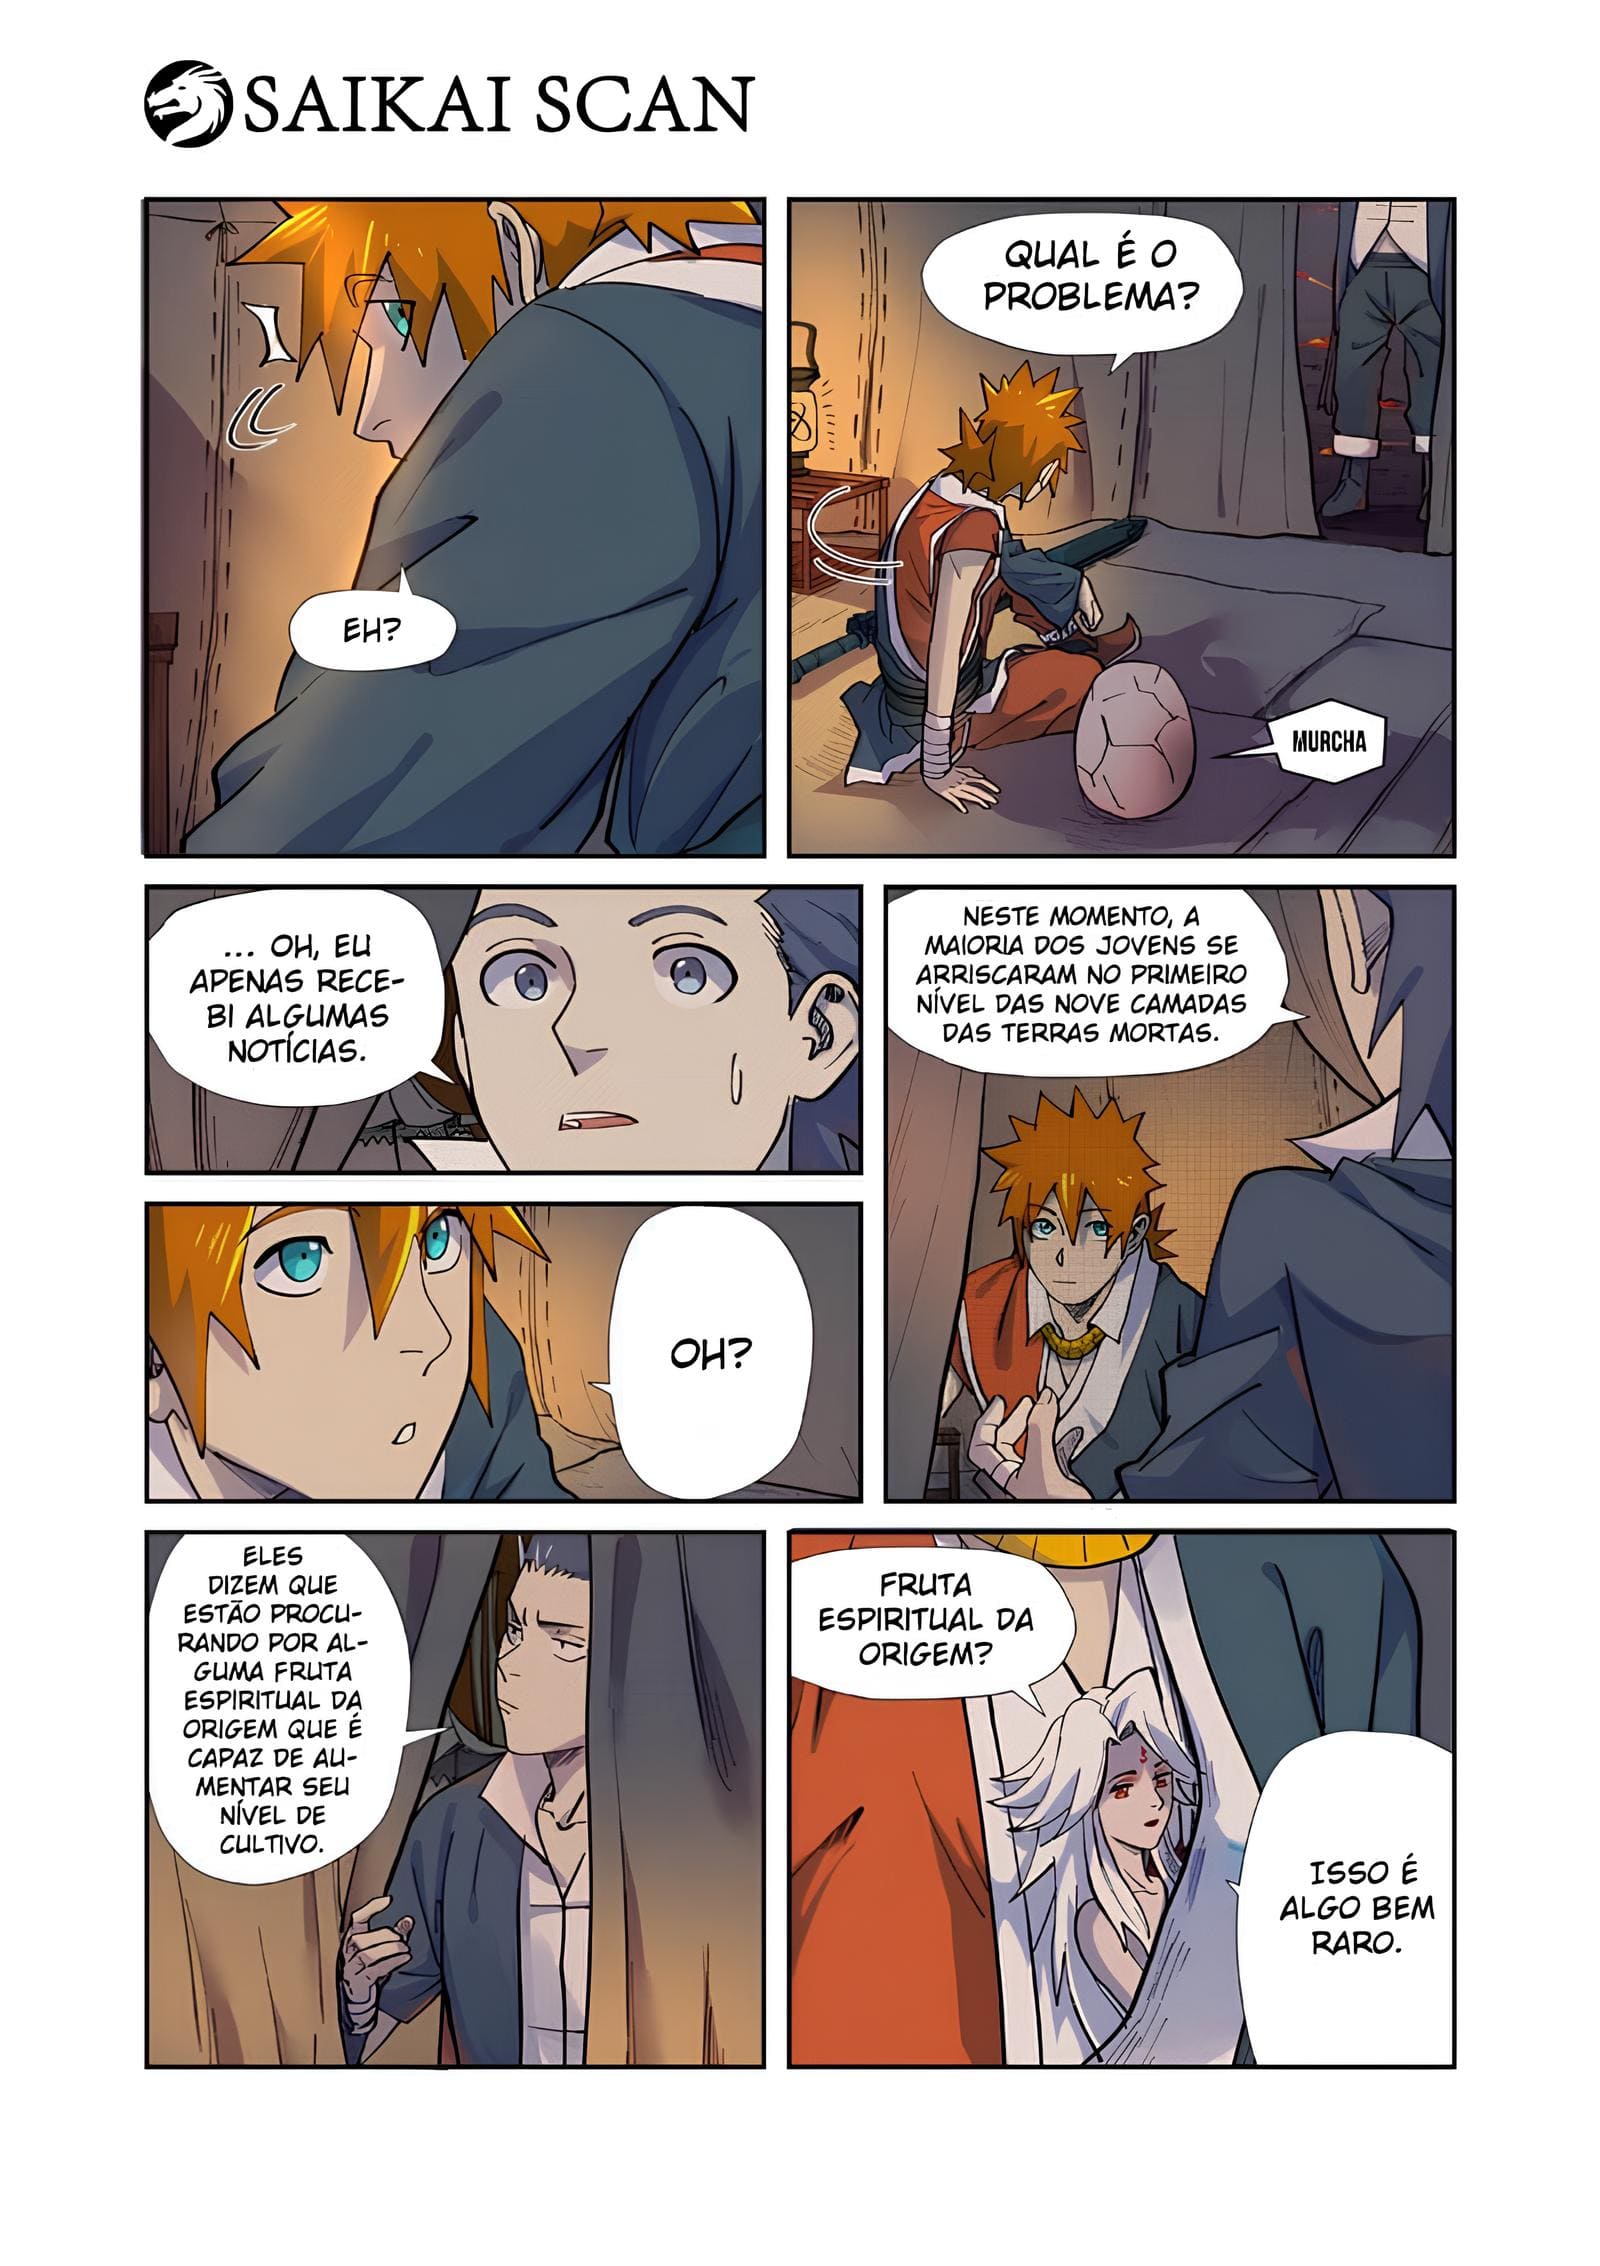 SAIKAI SCAN
EH?
QUAL É O
PROBLEMA?
MURCHA
... OH, EU
APENAS RECE-
BI ALGUMAS
NOTÍCIAS.
NESTE MOMENTO, A
MAIORIA DOS JOVENS SE
ARRISCARAM NO PRIMEIRO
NÍVEL DAS NOVE CAMADAS
DAS TERRAS MORTAS.
OH?
ELES
DIZEM QUE
ESTÃO PROCU-
RANDO POR AL-
GUMA FRUTA
ESPIRITUAL DA
ORIGEM QUE É
CAPAZ DE AU-
MENTAR SEU
NÍVEL DE
CULTIVO.
FRUTA
ESPIRITUAL DA
ORIGEM?
ISSO É
ALGO BEM
RARO.